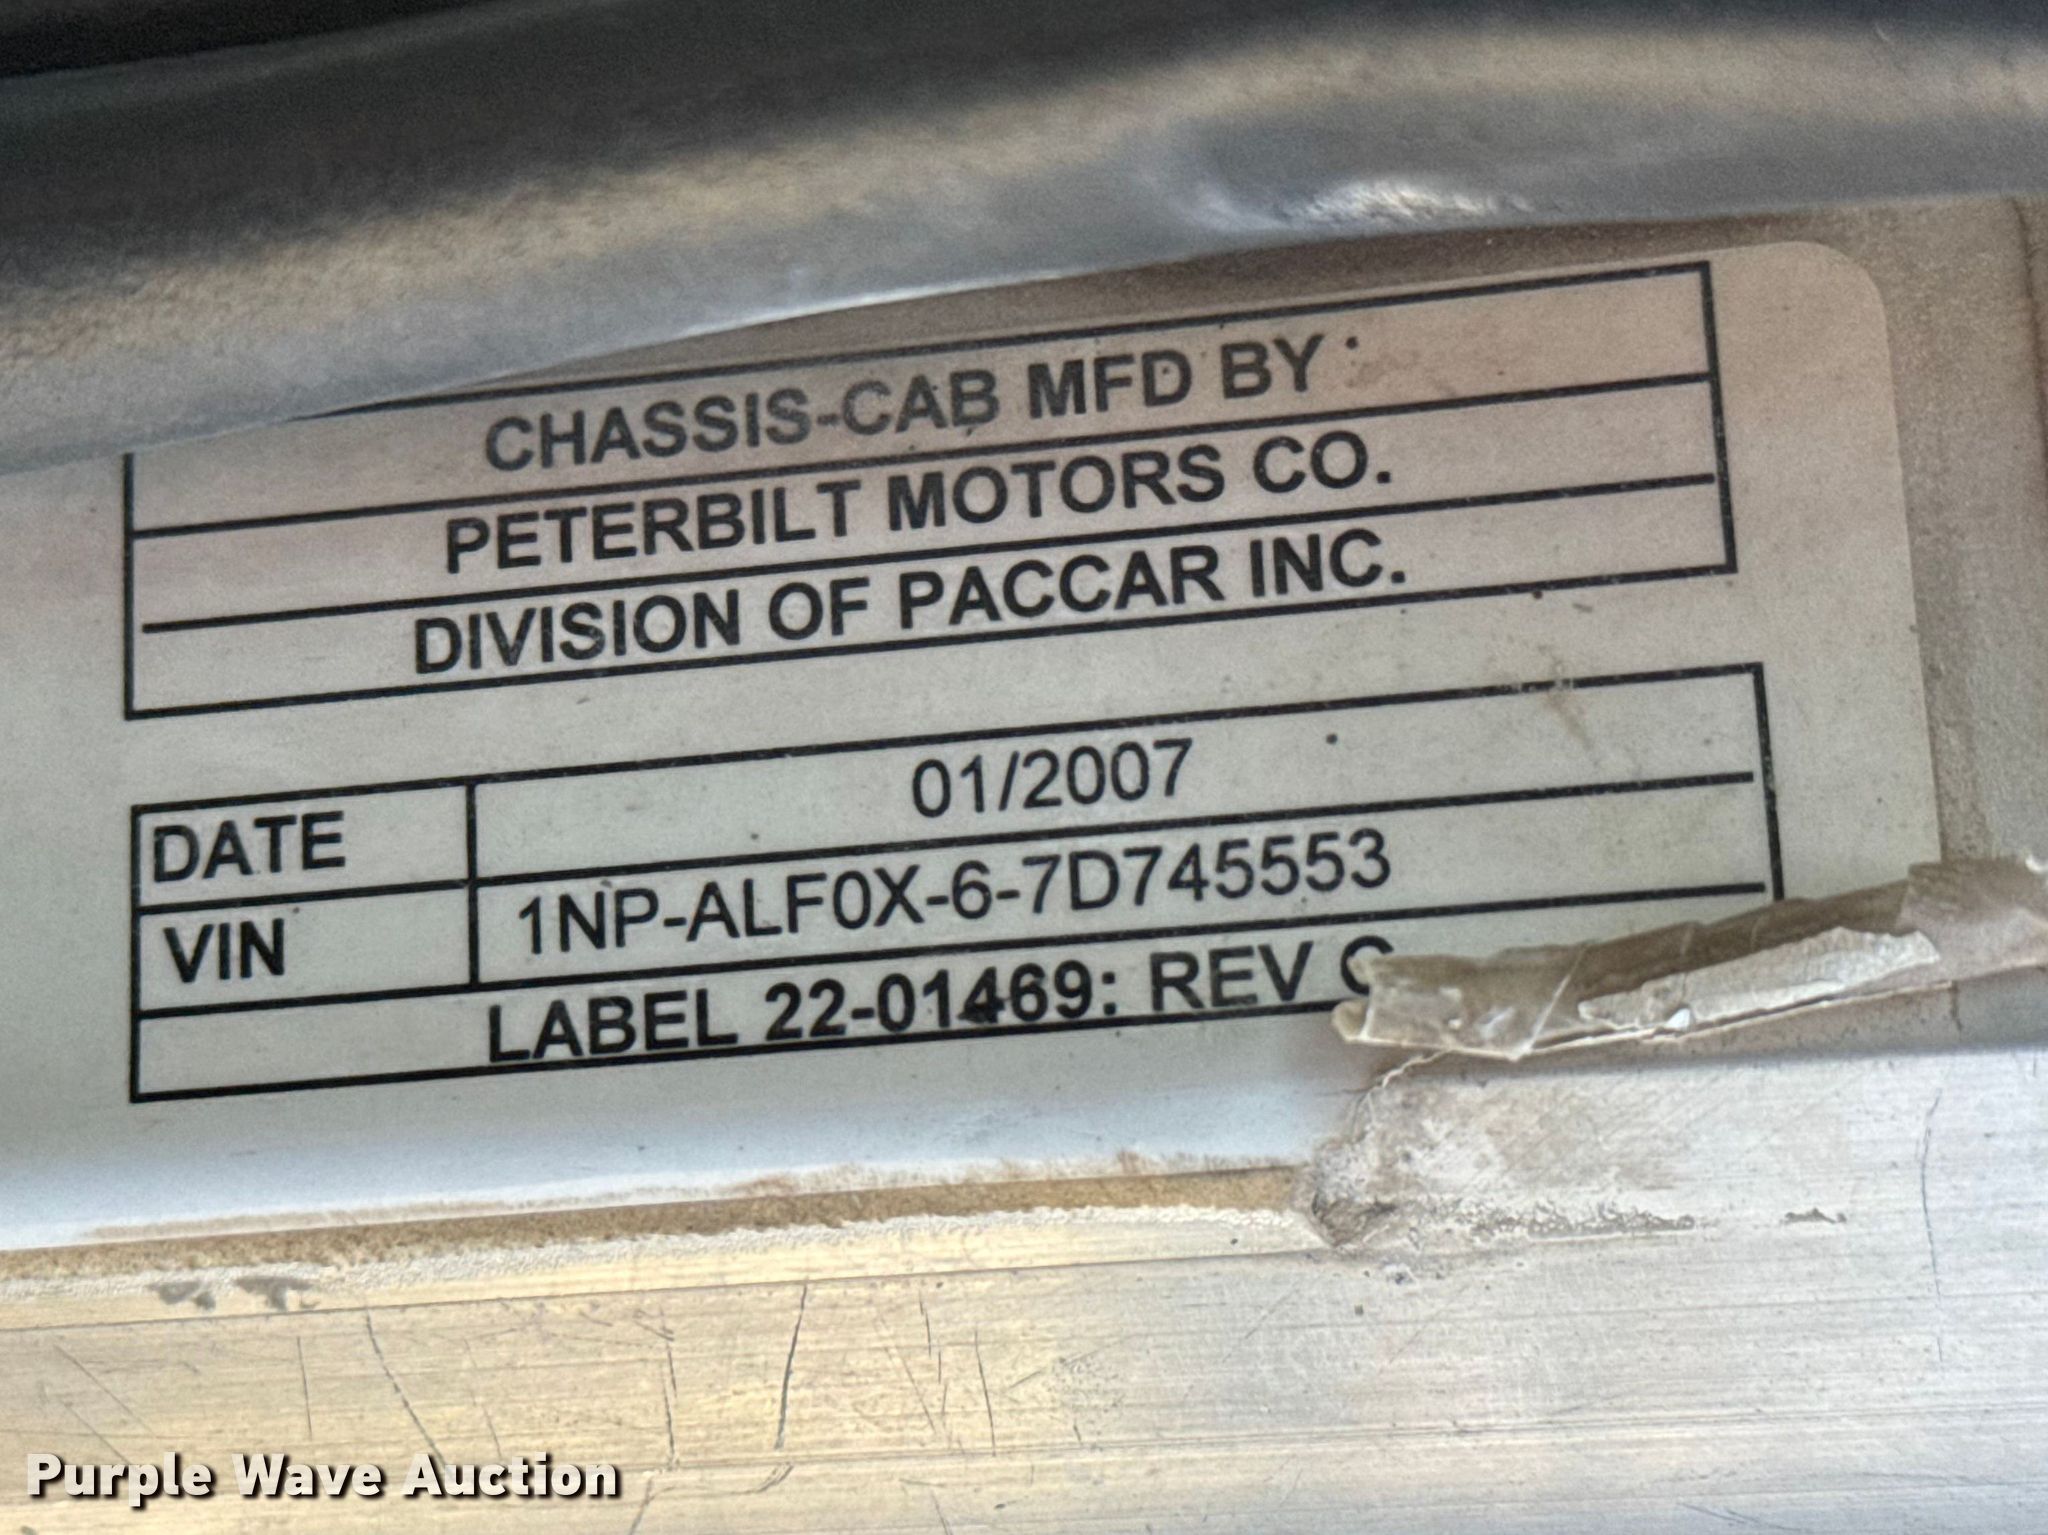 CHASSIS-CAB MFD BY :
PETERBILT MOTORS CO.
DIVISION OF PACCAR INC.
DATE 01/2007
VIN 1NP-ALF0X-6-7D745553
LABEL 22-01469: REV C
Purple Wave Auction